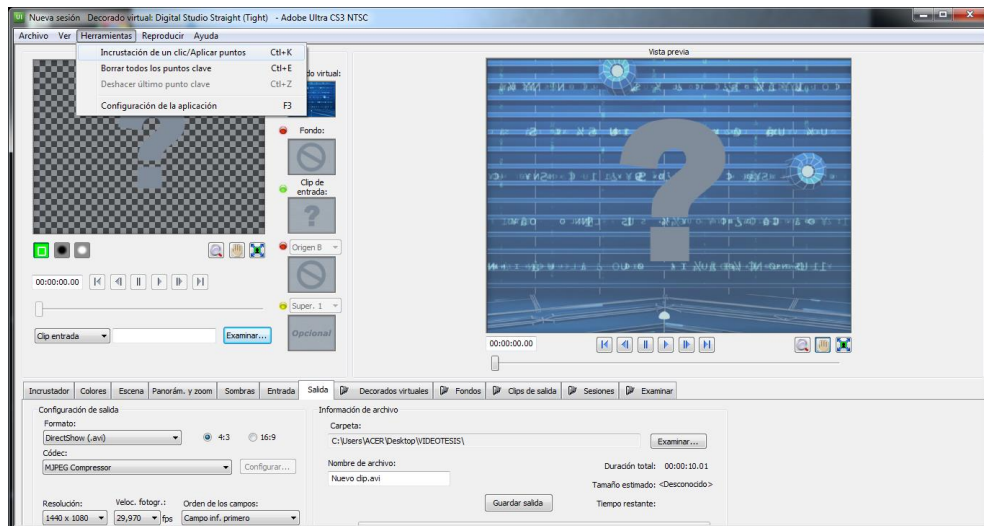 Nueva sesión Decorado virtual: Digital Studio Straight (Tight) - Adobe Ultra CS3 NTSC
Archivo Ver Herramientas Reproducir Ayuda
Incrustación de un clic/Aplicar puntos Ctl+K
Borrar todos los puntos clave Ctl+E
Deshacer último punto clave Ctl+Z
Configuración de la aplicación F3
do virtual:
Fondo:
Clip de
entrada:
?
Origen B
Super. 1
Opcional
00:00:00.00
Clip entrada Examinar...
Vista previa
?
00:00:00.00
Incrustador Colores Escena Panorám. y zoom Sombras Entrada Salida Decorados virtuales Fondos Clips de salida Sesiones Examinar
Configuración de salida
Formato:
DirectShow (.avi) 4:3 16:9
Códec:
MJPEG Compressor Configurar...
Resolución: Veloc. fotogr.: Orden de los campos:
1440 x 1080 29,970 fps Campo inf. primero
Información de archivo
Carpeta:
C:\Users\ACER\Desktop\VIDEOTESIS\ Examinar...
Nombre de archivo:
Nuevo clip.avi
Duración total: 00:00:10.01
Tamaño estimado: <Desconocido>
Guardar salida Tiempo restante: